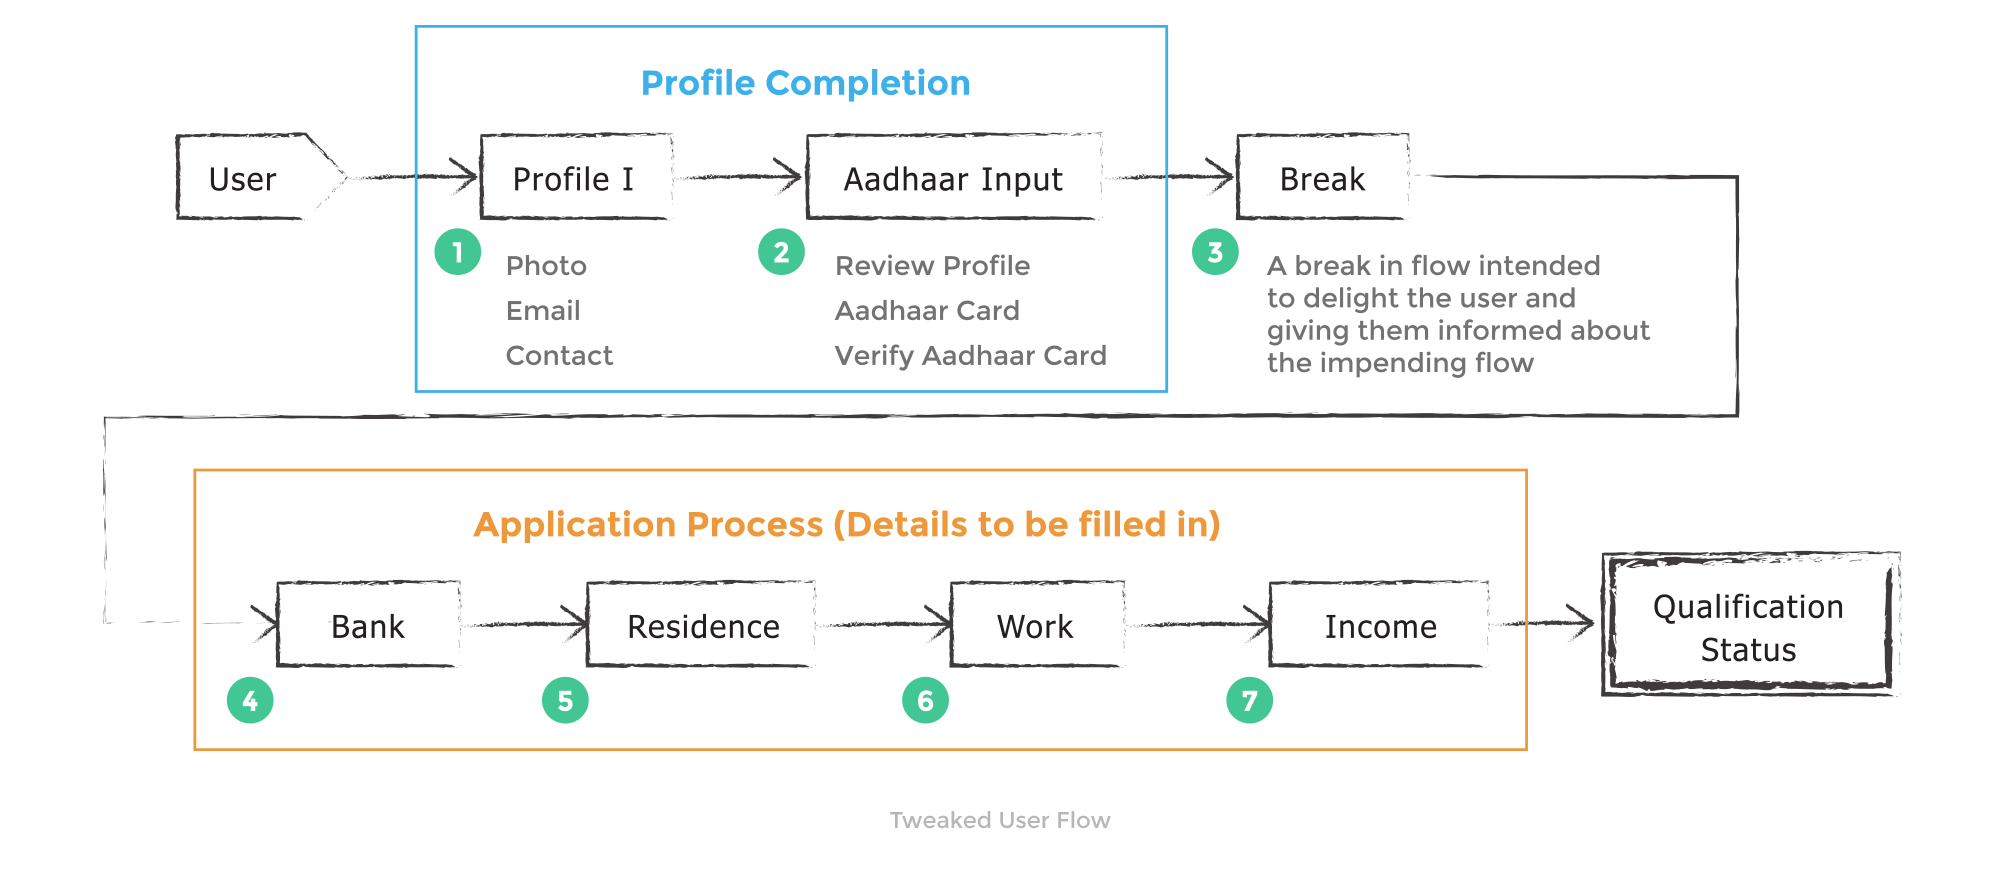 Profile Completion
User
Profile I
Aadhaar Input
Break
1
Photo
Email
Contact
2
Review Profile
Aadhaar Card
Verify Aadhaar Card
3
A break in flow intended
to delight the user and
giving them informed about
the impending flow
Application Process (Details to be filled in)
Bank
Residence
Work
Income
Qualification
Status
4
5
6
7
Tweaked User Flow